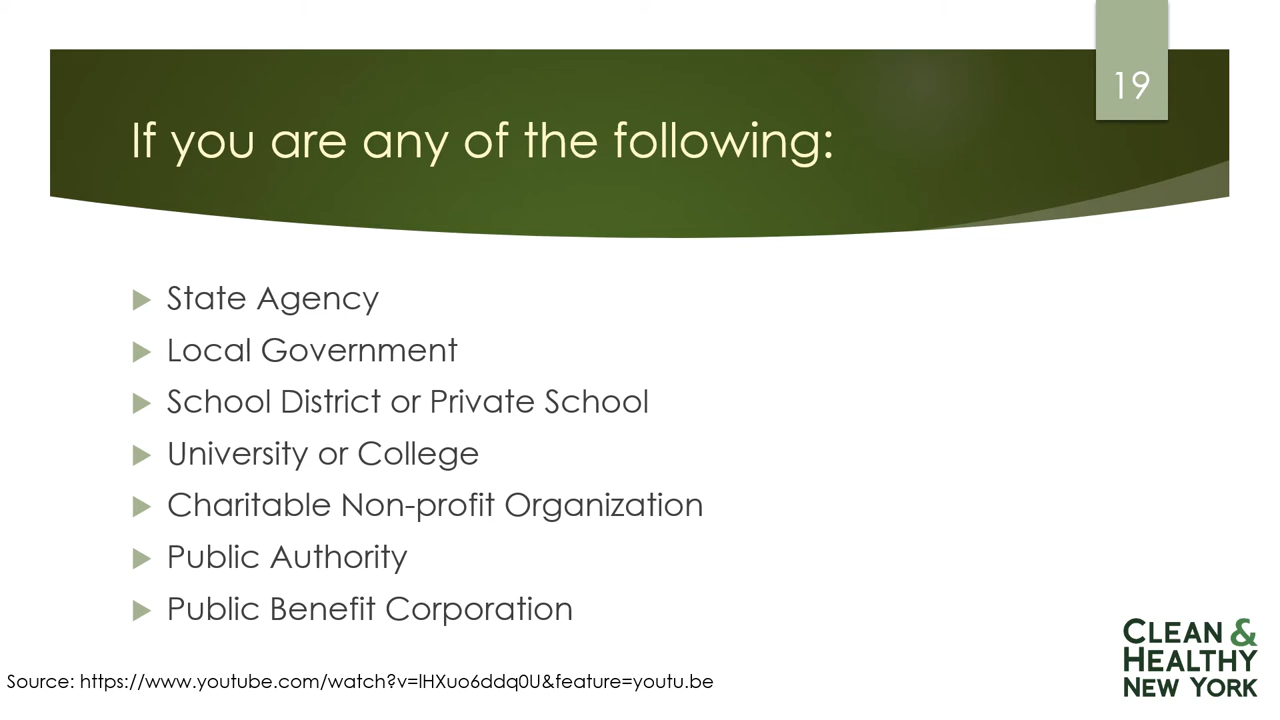 19
If you are any of the following:
State Agency
Local Government
School District or Private School
University or College
Charitable Non-profit Organization
Public Authority
Public Benefit Corporation
CLEAN &
HEALTHY
NEW YORK
Source: https://www.youtube.com/watch?v=lHXuo6ddq0U&feature=youtu.be